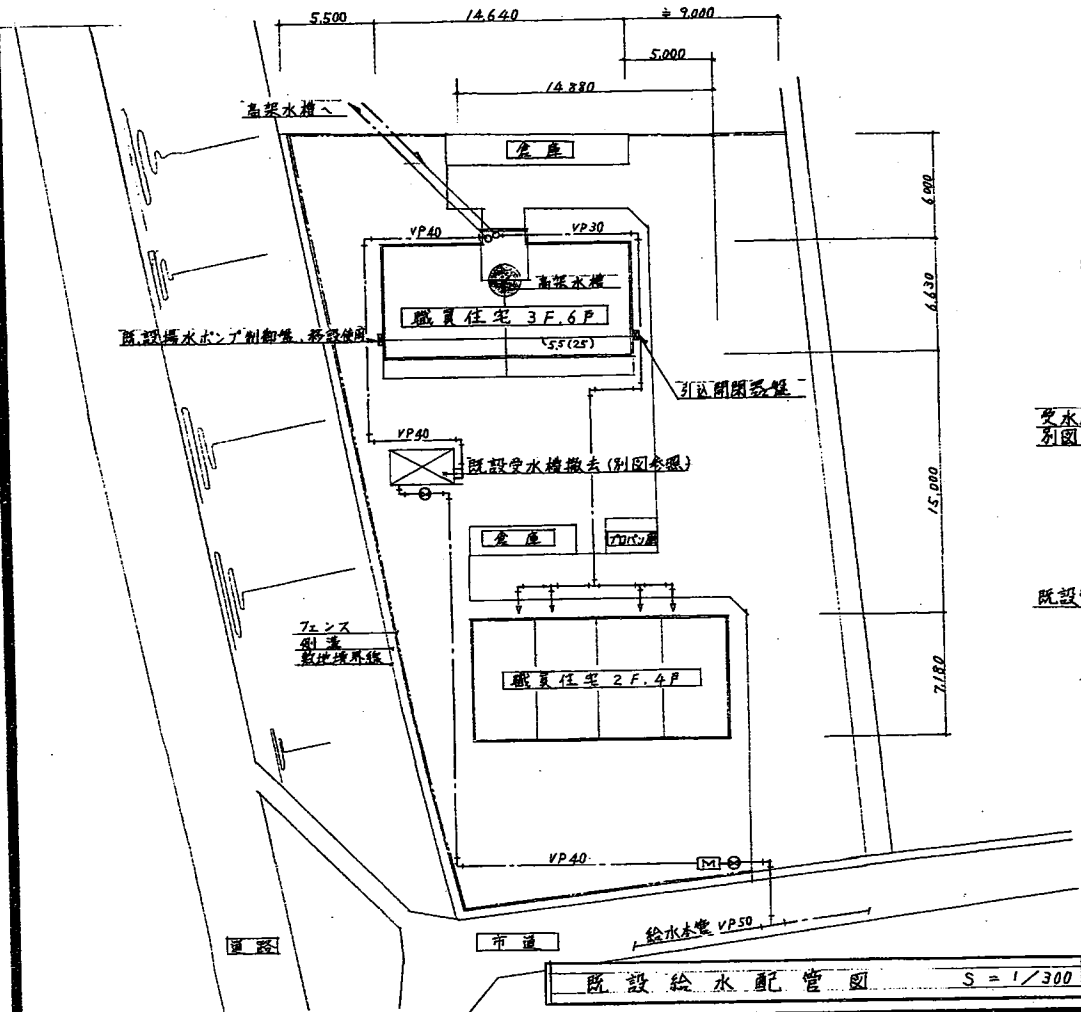 5,500
14,640
≒ 9,000
5,000
14,880
高架水槽へ
倉庫
6,000
VP40
VP30
高架水槽
6,630
職員住宅 3F.6戸
既設揚水ポンプ制御盤、移設使用
5.5(25)
引込開閉器盤
受水
別図
VP40
既設受水槽撤去(別図参照)
15,000
倉庫
プロパン庫
既設
フェンス
側溝
敷地境界線
職員住宅 2F.4戸
7,180
VP40
M
給水本管 VP50
道路
市道
既設給水配管図 S=1/300